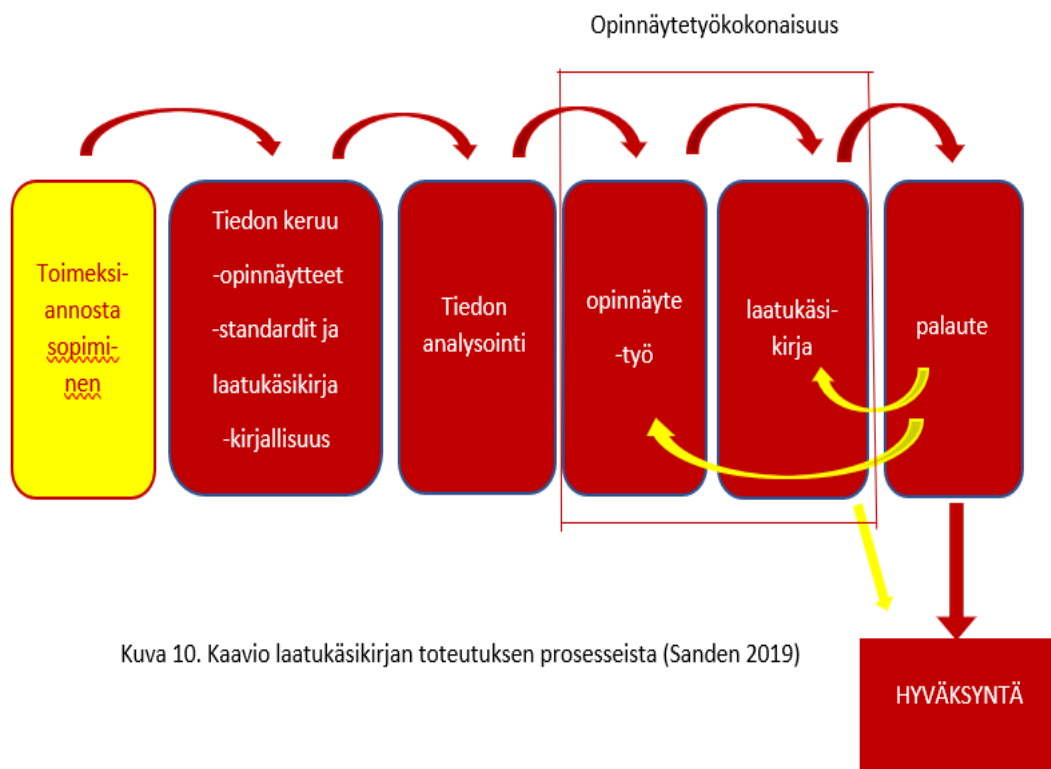 Opinnäytetyökokonaisuus
Toimeksi-
annosta
sopimi-
nen
Tiedon keruu
-opinnäytteet
-standardit ja
laatukäsikirja
-kirjallisuus
Tiedon
analysointi
opinnäyte
-työ
laatukäsi-
kirja
palaute
Kuva 10. Kaavio laatukäsikirjan toteutuksen prosesseista (Sanden 2019)
HYVÄKSYNTÄ